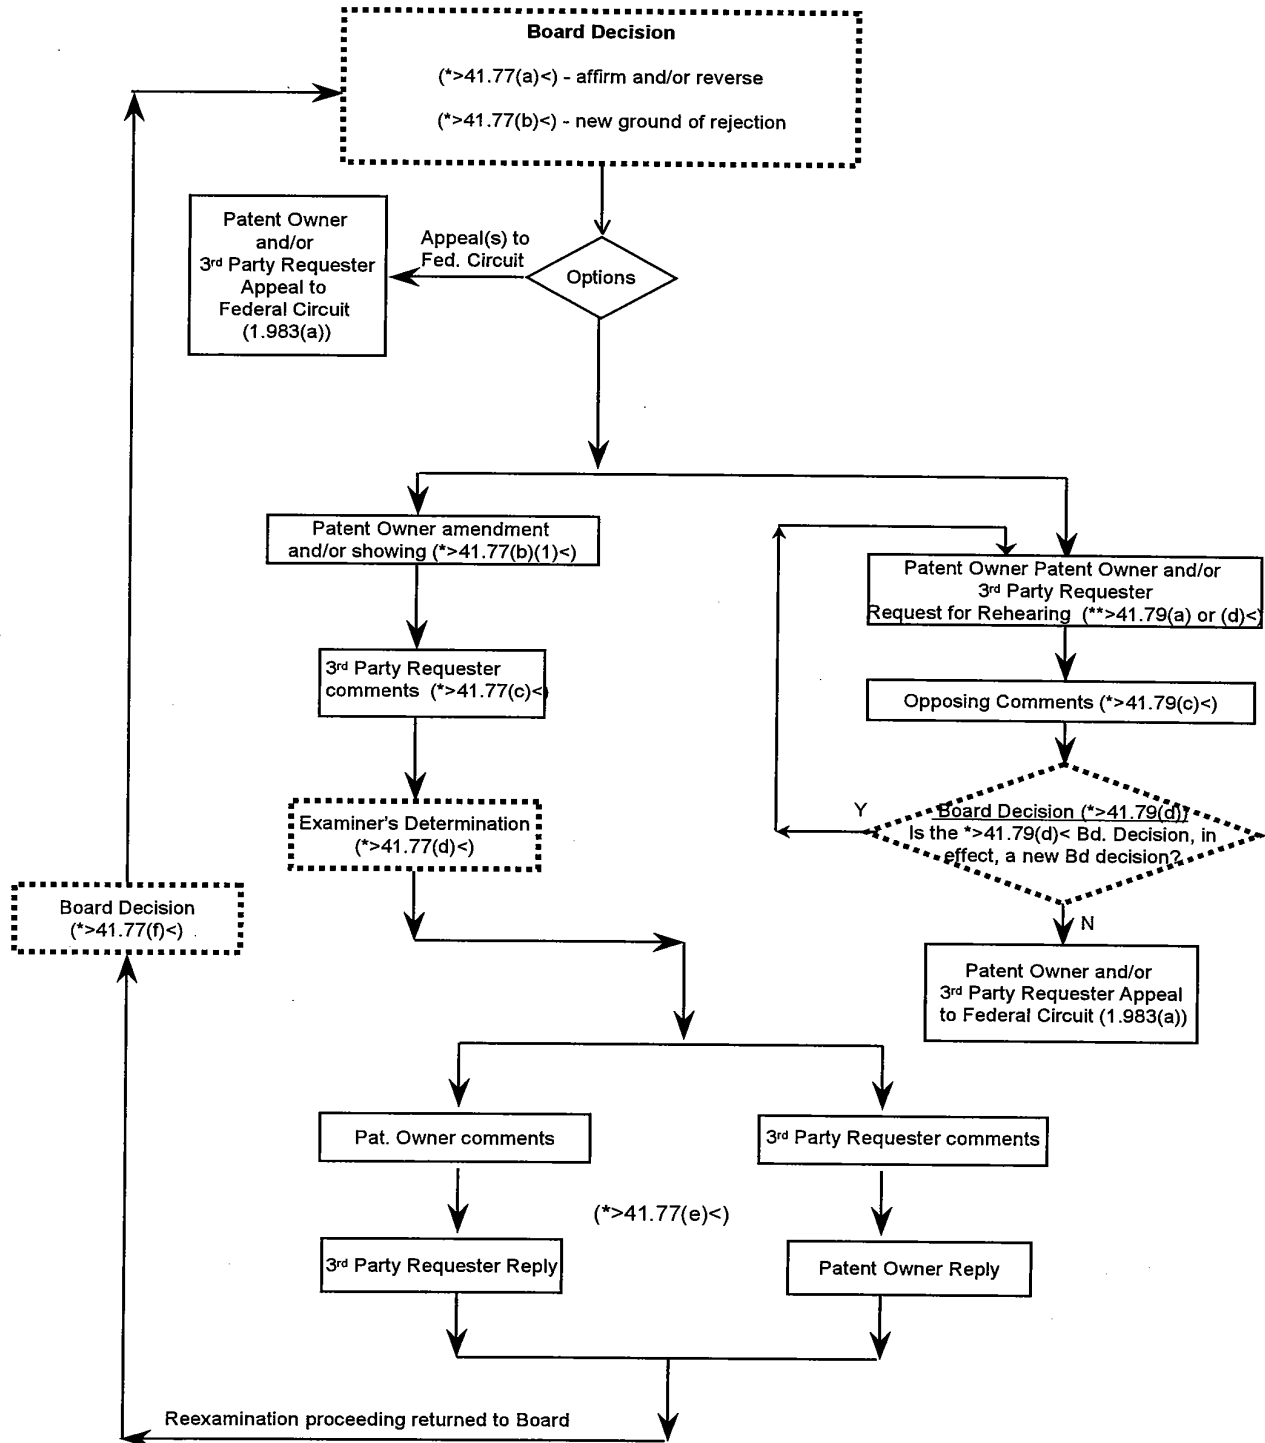 Board Decision
(*>41.77(a)<) - affirm and/or reverse
(*>41.77(b)<) - new ground of rejection
Patent Owner
and/or
3rd Party Requester
Appeal to
Federal Circuit
(1.983(a))
Appeal(s) to
Fed. Circuit
Options
Patent Owner amendment
and/or showing (*>41.77(b)(1)<)
Patent Owner Patent Owner and/or
3rd Party Requester
Request for Rehearing (**>41.79(a) or (d)<)
3rd Party Requester
comments (*>41.77(c)<)
Opposing Comments (*>41.79(c)<)
Examiner's Determination
(*>41.77(d)<)
Y
Board Decision (*>41.79(d))
Is the *>41.79(d)< Bd. Decision, in
effect, a new Bd decision?
N
Board Decision
(*>41.77(f)<)
Patent Owner and/or
3rd Party Requester Appeal
to Federal Circuit (1.983(a))
Pat. Owner comments
3rd Party Requester comments
(*>41.77(e)<)
3rd Party Requester Reply
Patent Owner Reply
Reexamination proceeding returned to Board